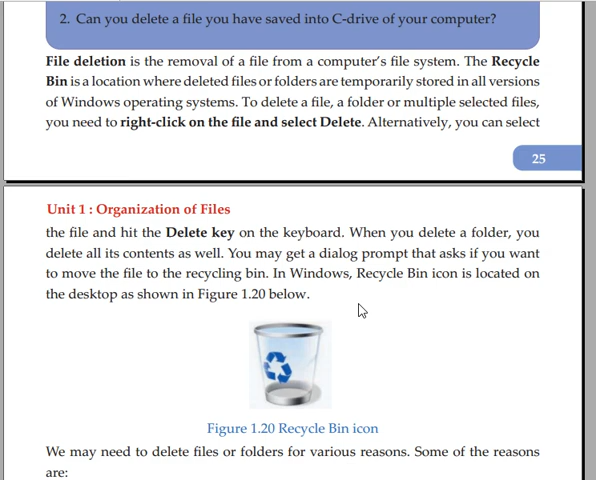 2. Can you delete a file you have saved into C-drive of your computer?
File deletion is the removal of a file from a computer's file system. The Recycle
Bin is a location where deleted files or folders are temporarily stored in all versions
of Windows operating systems. To delete a file, a folder or multiple selected files,
you need to right-click on the file and select Delete. Alternatively, you can select
25
Unit 1 : Organization of Files
the file and hit the Delete key on the keyboard. When you delete a folder, you
delete all its contents as well. You may get a dialog prompt that asks if you want
to move the file to the recycling bin. In Windows, Recycle Bin icon is located on
the desktop as shown in Figure 1.20 below.
Figure 1.20 Recycle Bin icon
We may need to delete files or folders for various reasons. Some of the reasons
are: